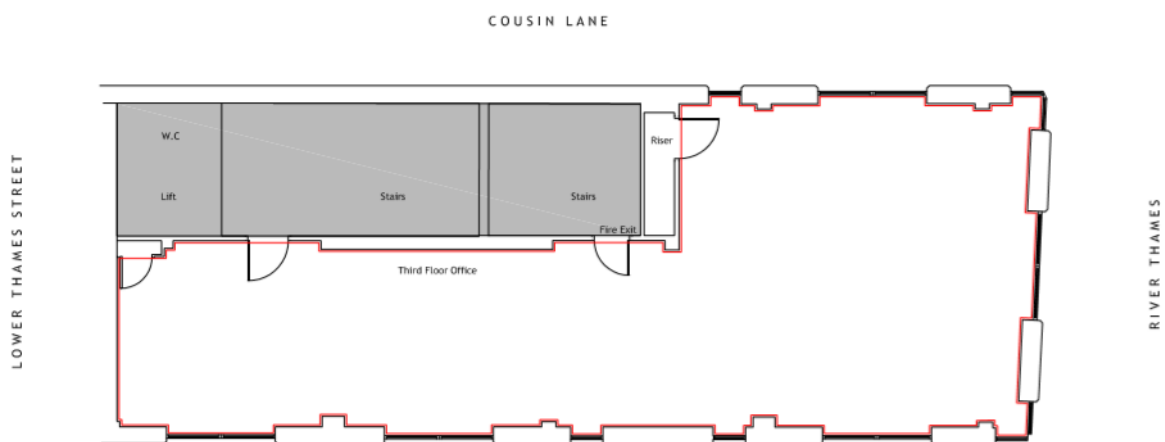 COUSIN LANE
W.C
Riser
Lift
Stairs
Stairs
Fire Exit
Third Floor Office
LOWER THAMES STREET
RIVER THAMES